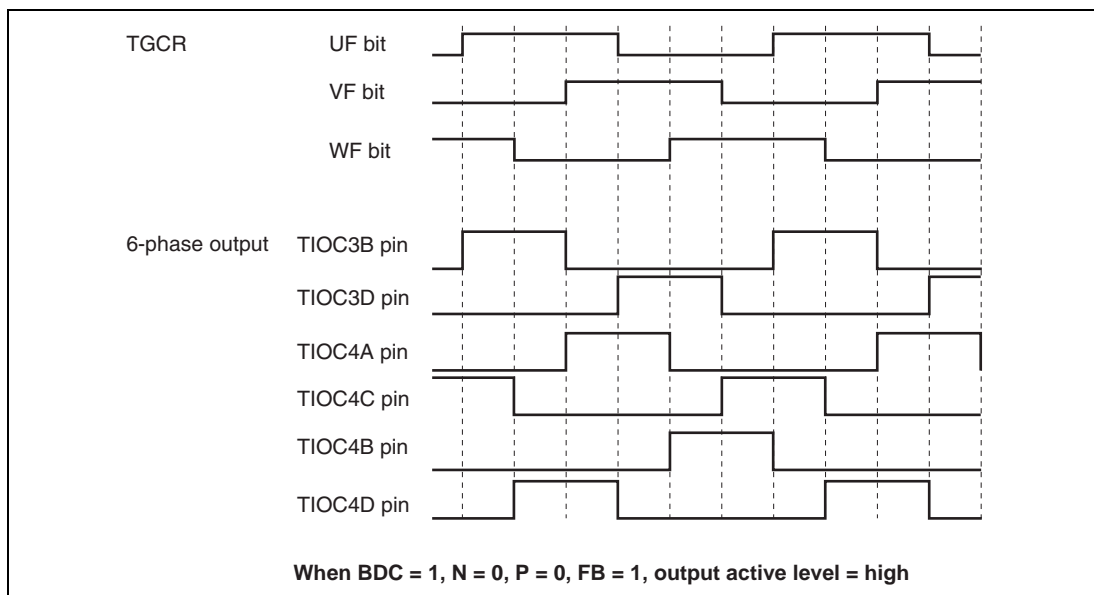 TGCR UF bit
VF bit
WF bit
6-phase output TIOC3B pin
TIOC3D pin
TIOC4A pin
TIOC4C pin
TIOC4B pin
TIOC4D pin
When BDC = 1, N = 0, P = 0, FB = 1, output active level = high